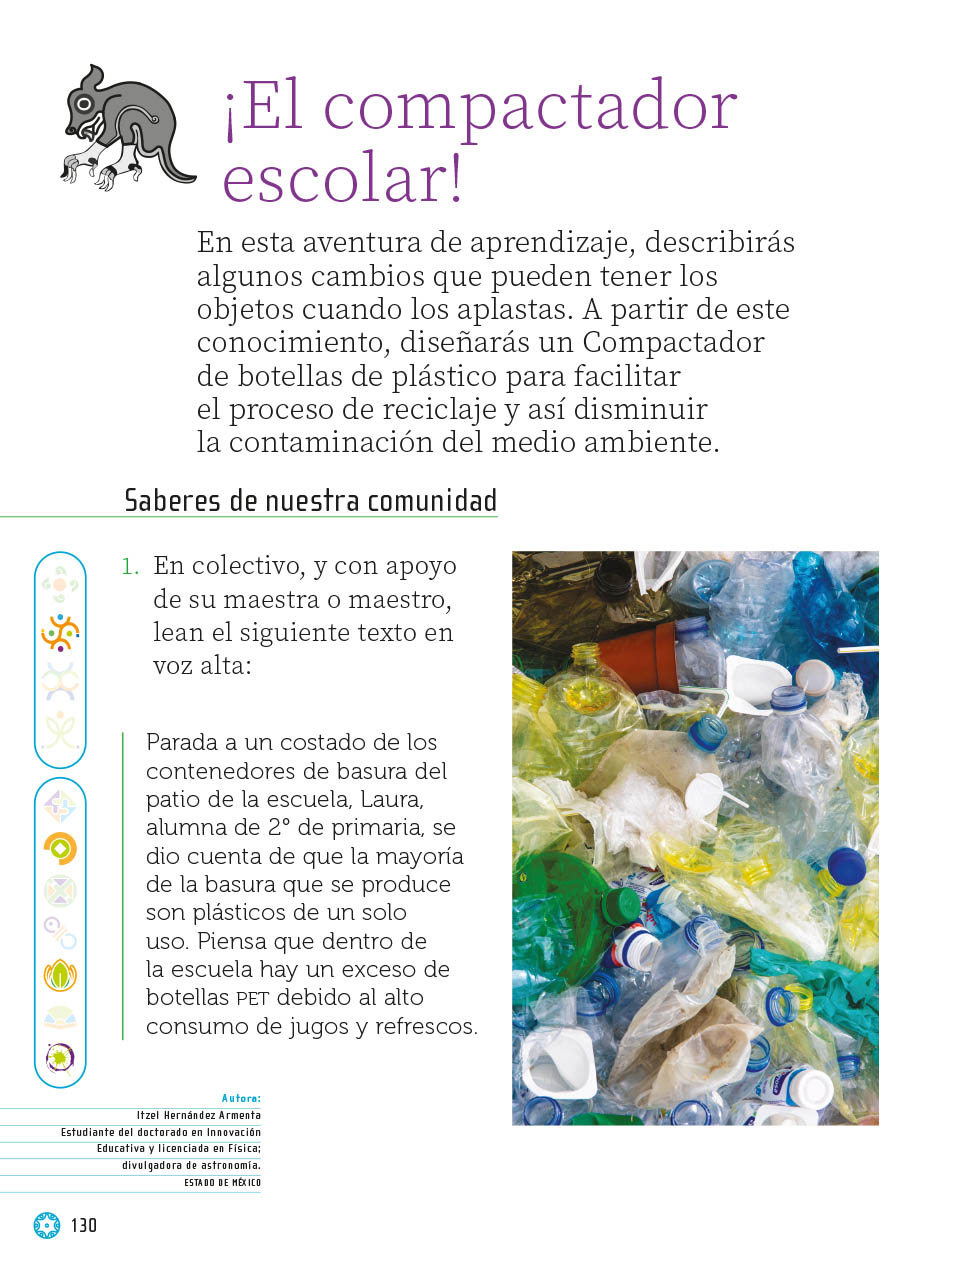 ¡El compactador
escolar!
En esta aventura de aprendizaje, describirás
algunos cambios que pueden tener los
objetos cuando los aplastas. A partir de este
conocimiento, diseñarás un Compactador
de botellas de plástico para facilitar
el proceso de reciclaje y así disminuir
la contaminación del medio ambiente.
Saberes de nuestra comunidad
1. En colectivo, y con apoyo
de su maestra o maestro,
lean el siguiente texto en
voz alta:
Parada a un costado de los
contenedores de basura del
patio de la escuela, Laura,
alumna de 2° de primaria, se
dio cuenta de que la mayoría
de la basura que se produce
son plásticos de un solo
uso. Piensa que dentro de
la escuela hay un exceso de
botellas PET debido al alto
consumo de jugos y refrescos.
Autora:
Itzel Hernández Armenta
Estudiante del doctorado en Innovación
Educativa y licenciada en Física;
divulgadora de astronomía.
ESTADO DE MÉXICO
130